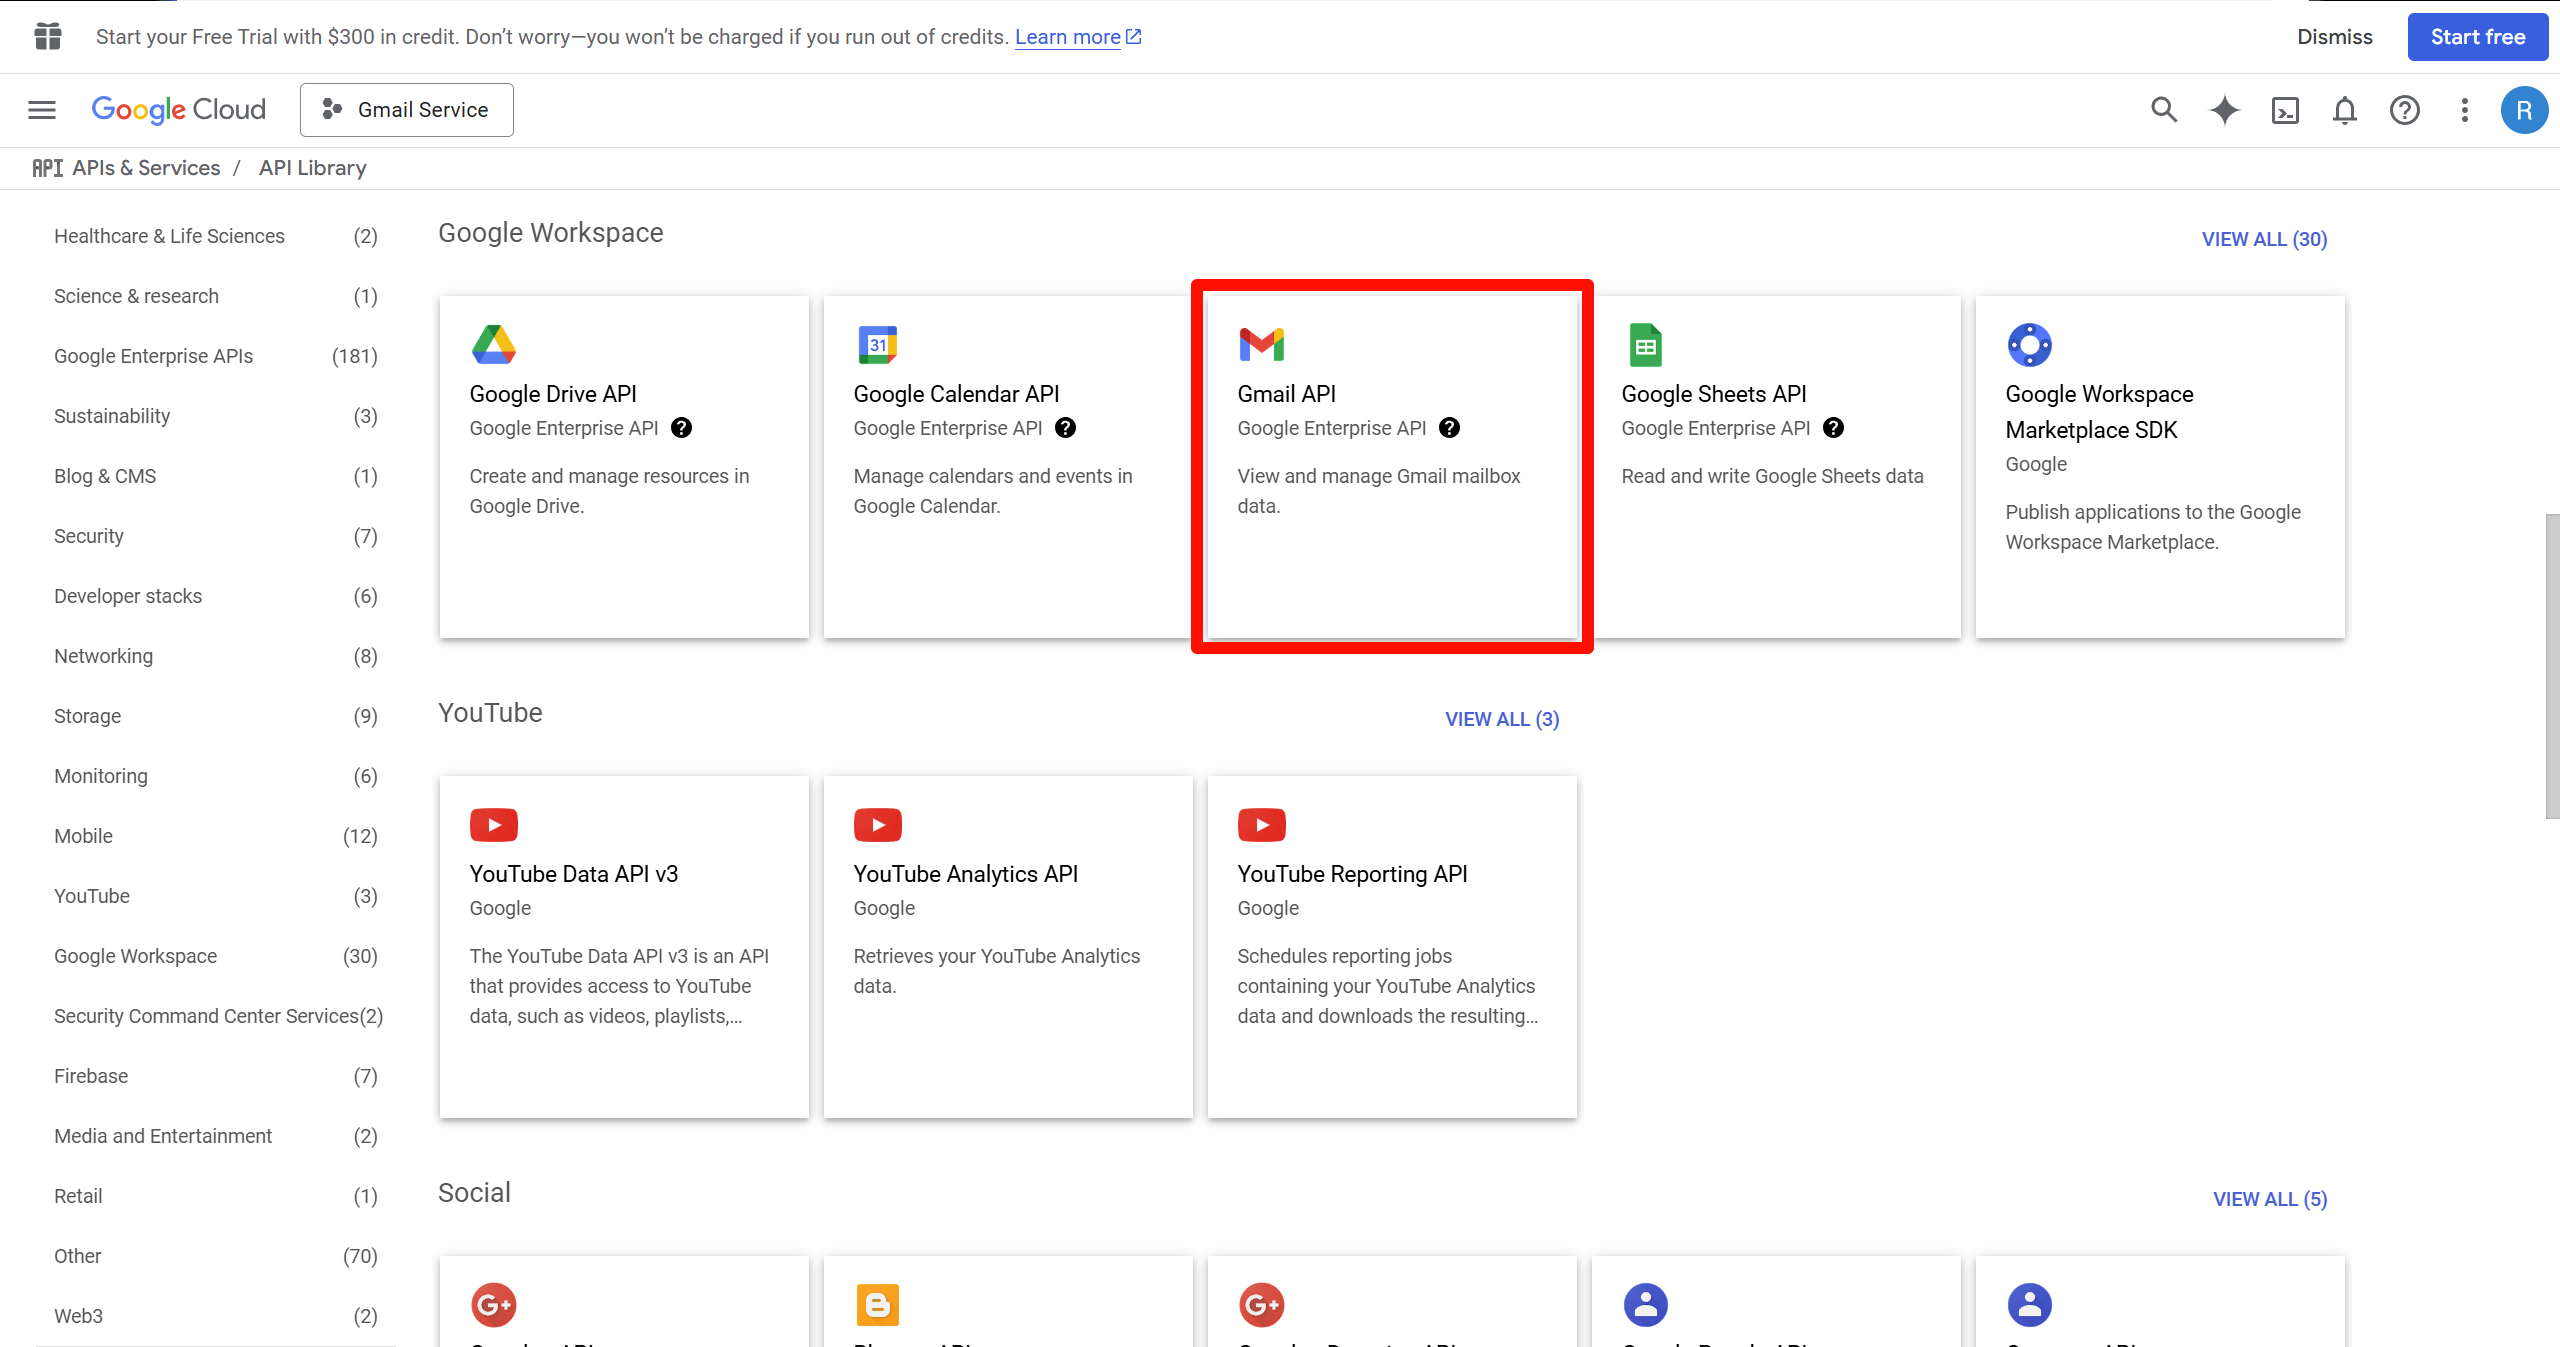 Start your Free Trial with $300 in credit. Don’t worry—you won’t be charged if you run out of credits. Learn more
Dismiss
Start free
Google Cloud
Gmail Service
R
API APIs & Services / API Library
Healthcare & Life Sciences (2)
Science & research (1)
Google Enterprise APIs (181)
Sustainability (3)
Blog & CMS (1)
Security (7)
Developer stacks (6)
Networking (8)
Storage (9)
Monitoring (6)
Mobile (12)
YouTube (3)
Google Workspace (30)
Security Command Center Services(2)
Firebase (7)
Media and Entertainment (2)
Retail (1)
Other (70)
Web3 (2)
Google Workspace
VIEW ALL (30)
Google Drive API
Google Enterprise API
Create and manage resources in
Google Drive.
31
Google Calendar API
Google Enterprise API
Manage calendars and events in
Google Calendar.
Gmail API
Google Enterprise API
View and manage Gmail mailbox
data.
Google Sheets API
Google Enterprise API
Read and write Google Sheets data
Google Workspace
Marketplace SDK
Google
Publish applications to the Google
Workspace Marketplace.
YouTube
VIEW ALL (3)
YouTube Data API v3
Google
The YouTube Data API v3 is an API
that provides access to YouTube
data, such as videos, playlists,...
YouTube Analytics API
Google
Retrieves your YouTube Analytics
data.
YouTube Reporting API
Google
Schedules reporting jobs
containing your YouTube Analytics
data and downloads the resulting...
Social
VIEW ALL (5)
G+
G+